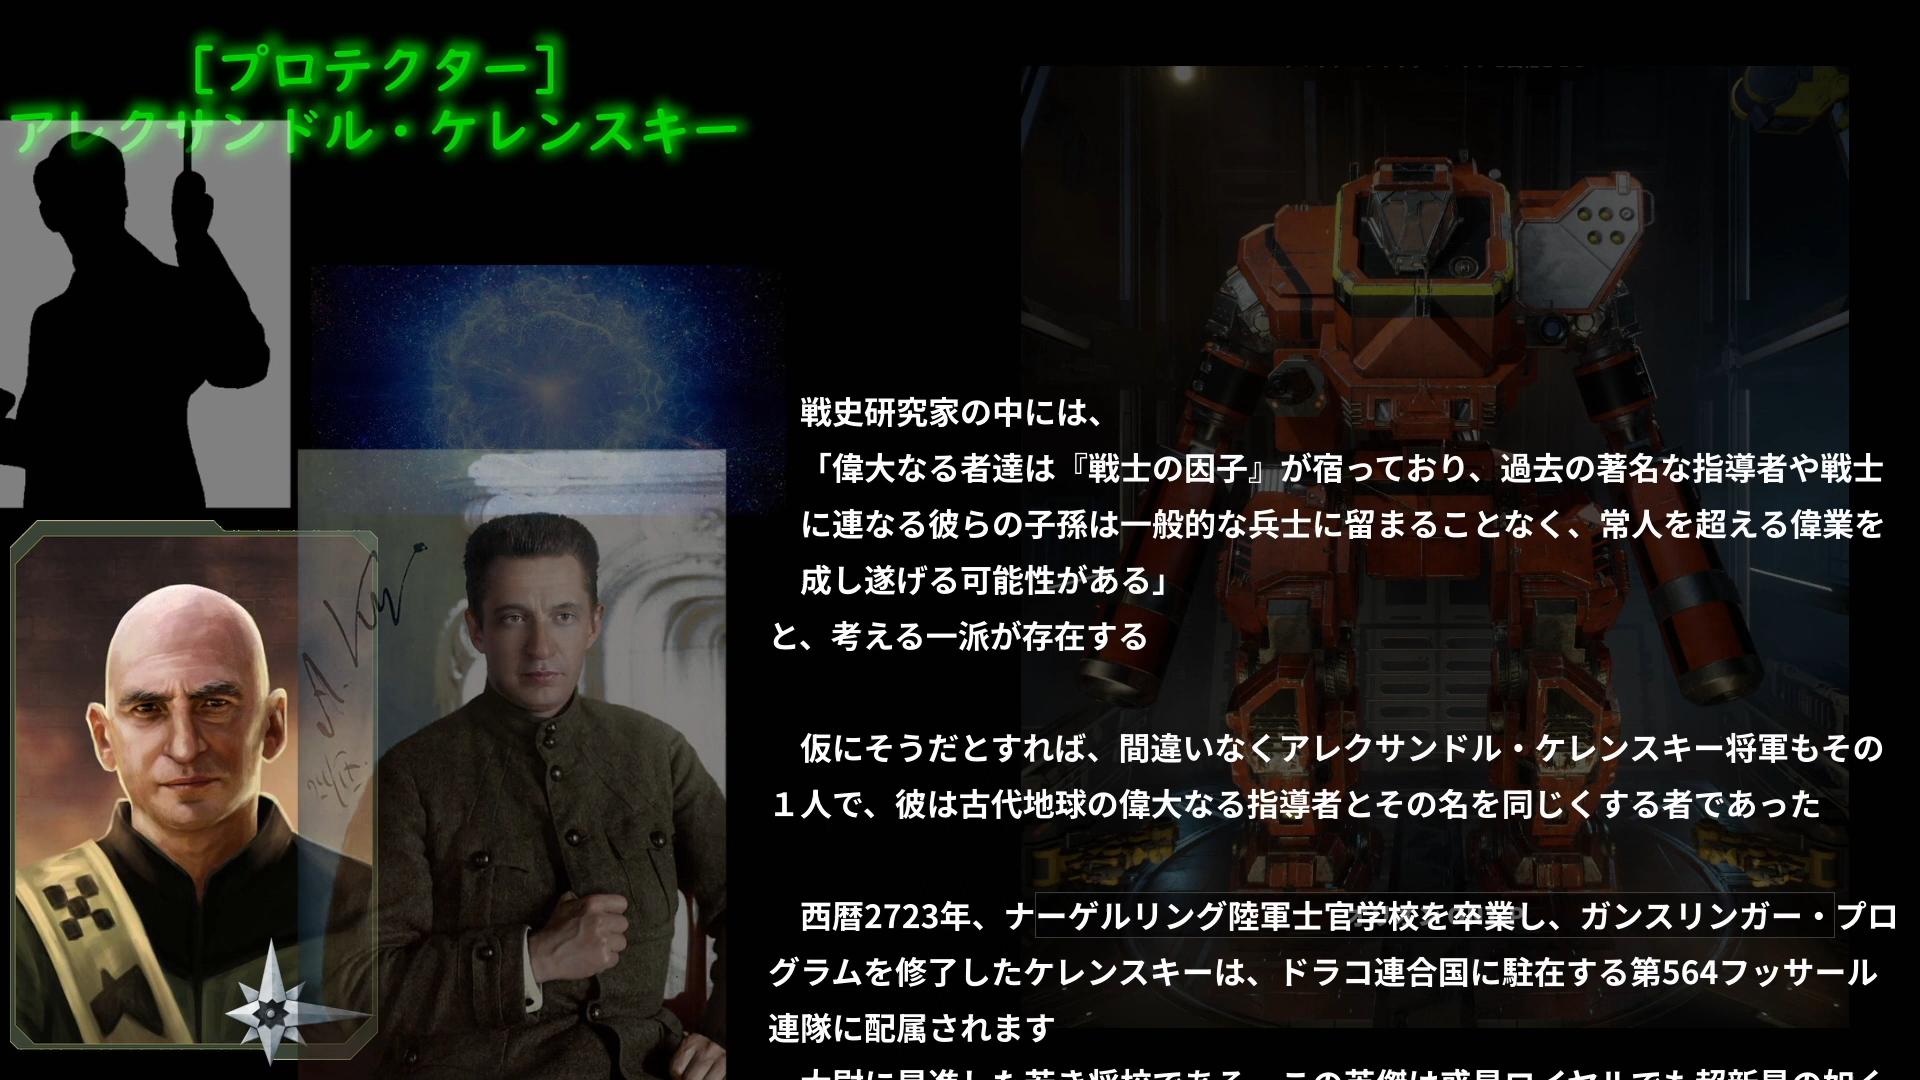 ［プロテクター］
アレクサンドル・ケレンスキー
戦史研究家の中には、
「偉大なる者達は『戦士の因子』が宿っており、過去の著名な指導者や戦士
に連なる彼らの子孫は一般的な兵士に留まることなく、常人を超える偉業を
成し遂げる可能性がある」
と、考える一派が存在する
仮にそうだとすれば、間違いなくアレクサンドル・ケレンスキー将軍もその
１人で、彼は古代地球の偉大なる指導者とその名を同じくする者であった
西暦2723年、ナーゲルリング陸軍士官学校を卒業し、ガンスリンガー・プロ
グラムを修了したケレンスキーは、ドラコ連合国に駐在する第564フッサール
連隊に配属されます